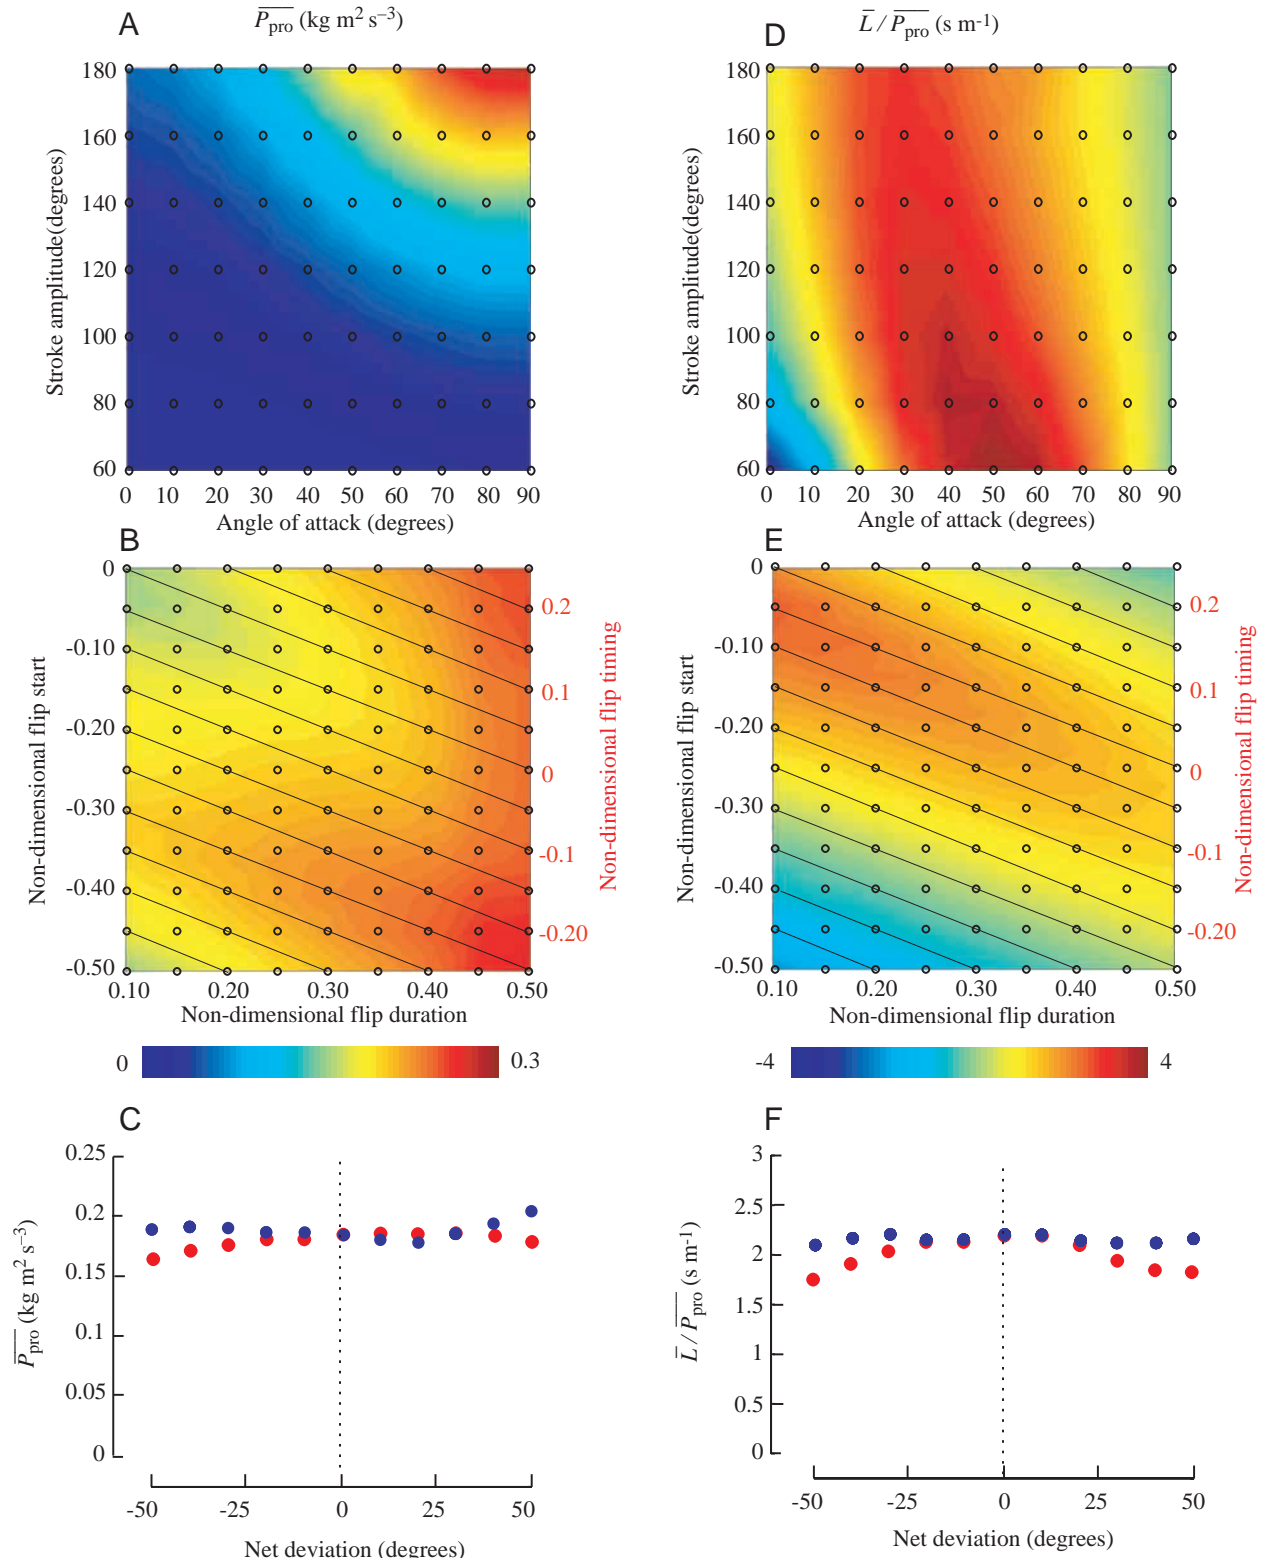 A
P̅pro (kg m² s⁻³)
180
160
140
120
100
80
60
Stroke amplitude(degrees)
0 10 20 30 40 50 60 70 80 90
Angle of attack (degrees)
D
L̅ / P̅pro (s m⁻¹)
180
160
140
120
100
80
60
Stroke amplitude(degrees)
0 10 20 30 40 50 60 70 80 90
Angle of attack (degrees)
B
0
-0.10
-0.20
-0.30
-0.40
-0.50
Non-dimensional flip start
0.2
0.1
0
-0.1
-0.20
Non-dimensional flip timing
0.10 0.20 0.30 0.40 0.50
Non-dimensional flip duration
0 0.3
E
0
-0.10
-0.20
-0.30
-0.40
-0.50
Non-dimensional flip start
0.2
0.1
0
-0.1
-0.20
Non-dimensional flip timing
0.10 0.20 0.30 0.40 0.50
Non-dimensional flip duration
-4 4
C
0.25
0.2
0.15
0.1
0.05
0
P̅pro (kg m² s⁻³)
-50 -25 0 25 50
Net deviation (degrees)
F
3
2.5
2
1.5
1
0.5
0
L̅ / P̅pro (s m⁻¹)
-50 -25 0 25 50
Net deviation (degrees)